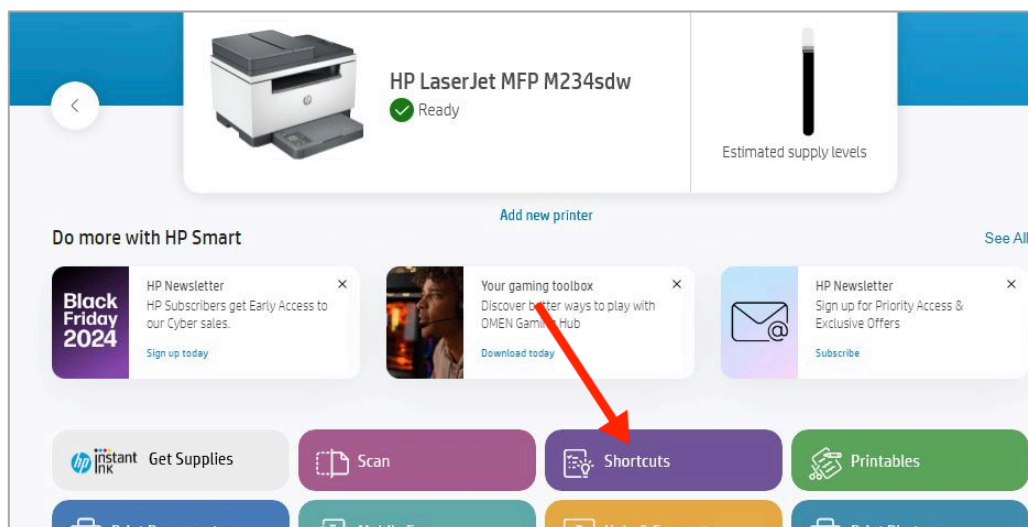 HP LaserJet MFP M234sdw
Ready
Estimated supply levels
Add new printer
Do more with HP Smart
See All
Black
Friday
2024
HP Newsletter
HP Subscribers get Early Access to
our Cyber sales.
Sign up today
Your gaming toolbox
Discover better ways to play with
OMEN Gaming Hub
Download today
HP Newsletter
Sign up for Priority Access &
Exclusive Offers
Subscribe
hp instant
ink
Get Supplies
Scan
Shortcuts
Printables